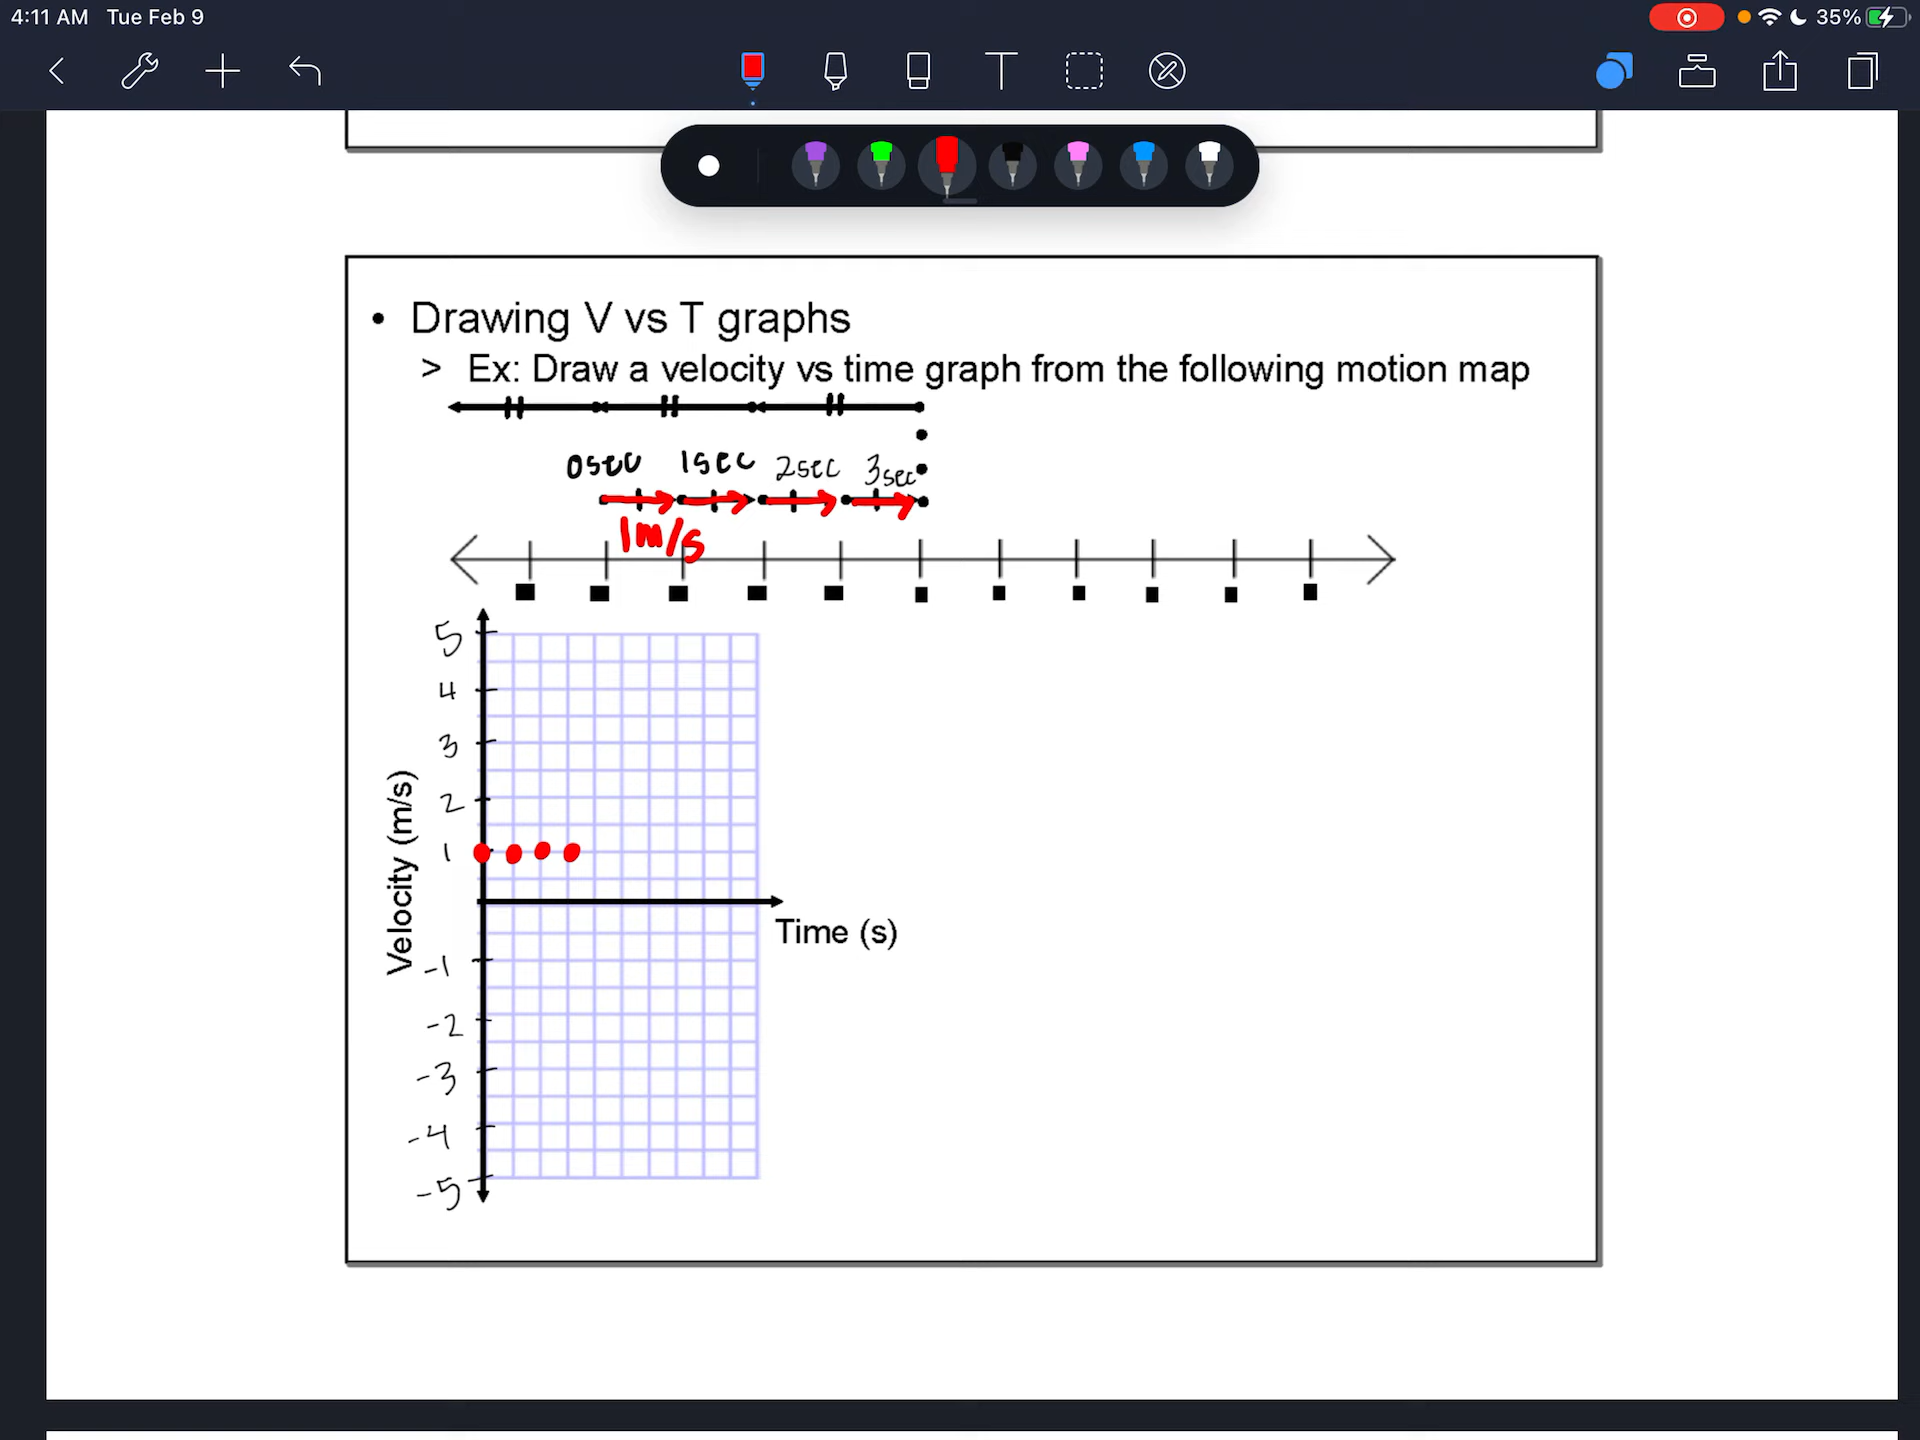 4:11 AM Tue Feb 9
35%
T
• Drawing V vs T graphs
> Ex: Draw a velocity vs time graph from the following motion map
0sec 1sec 2sec 3sec
1m/s
5
4
3
2
1
Velocity (m/s)
Time (s)
-1
-2
-3
-4
-5